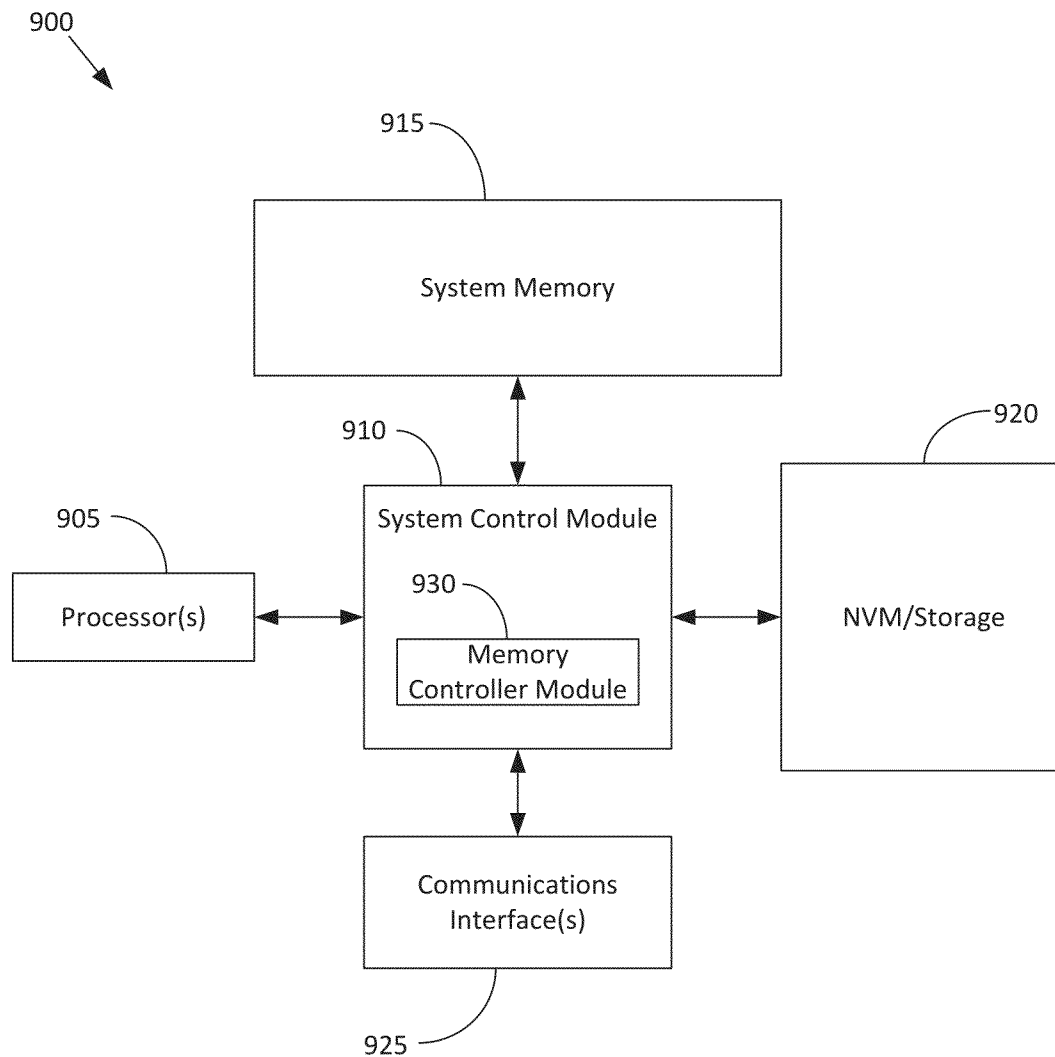 900
915
System Memory
910
920
System Control Module
905
930
Processor(s)
NVM/Storage
Memory
Controller Module
Communications
Interface(s)
925